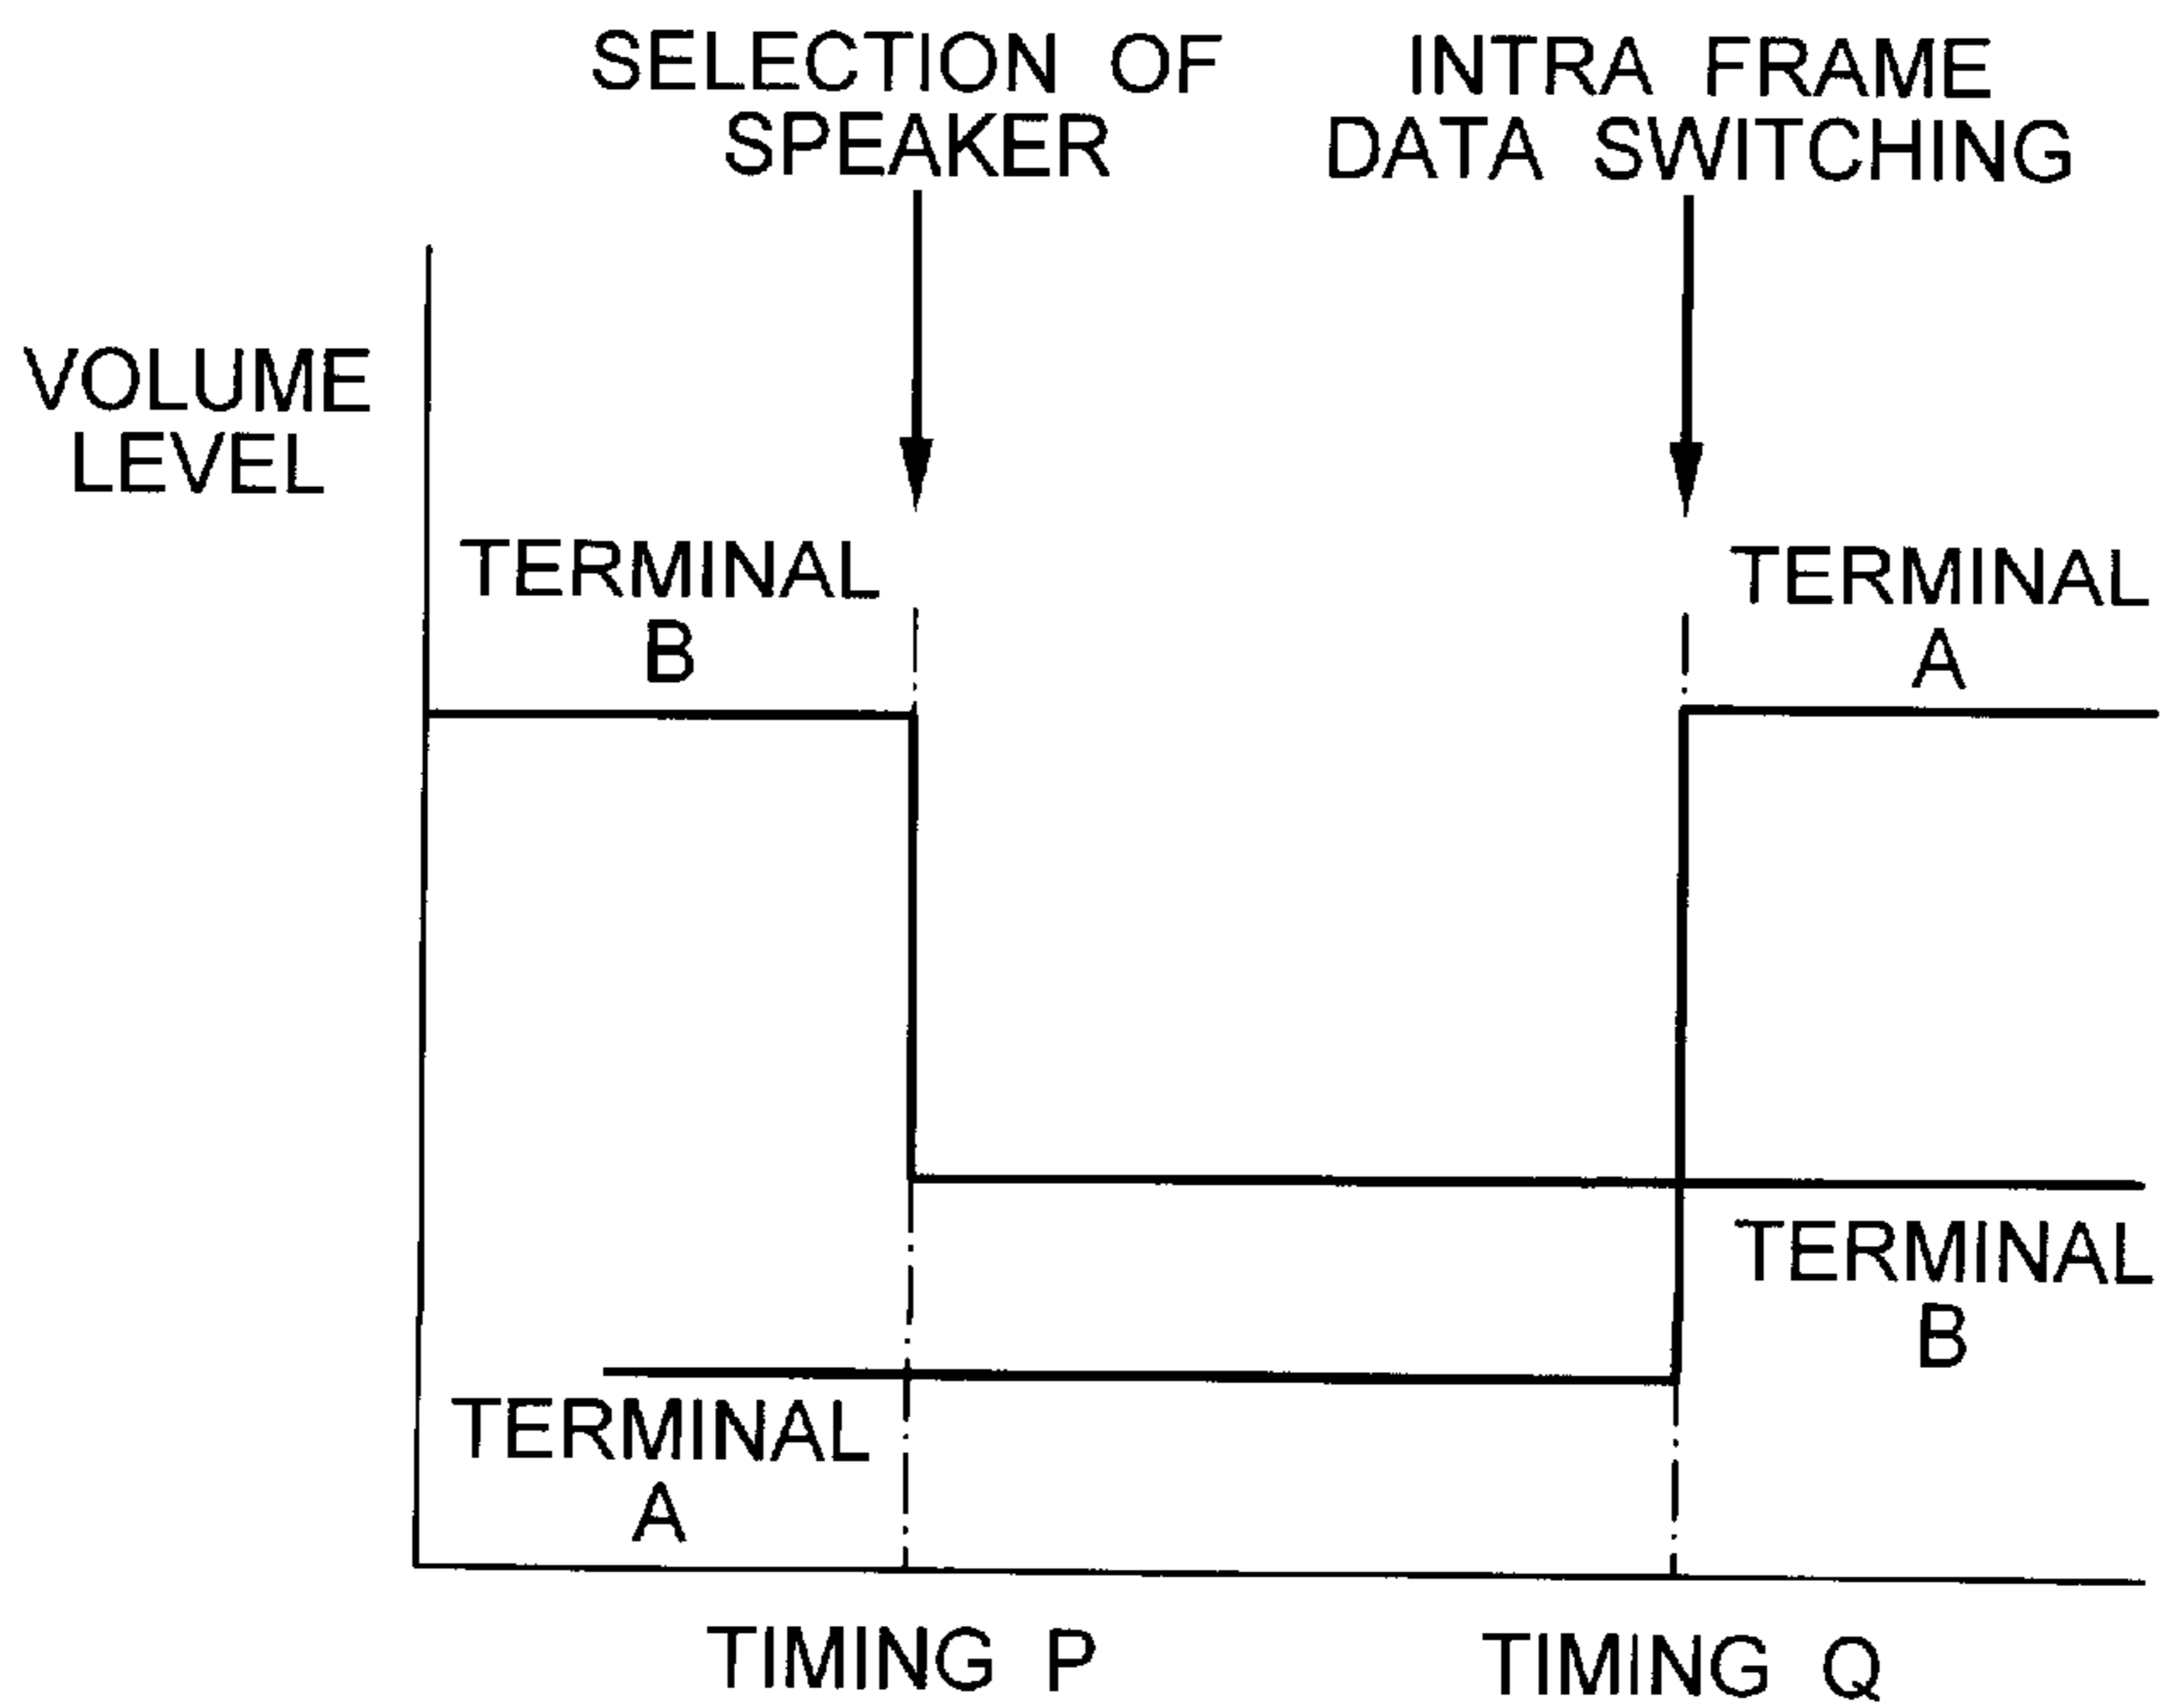 SELECTION OF
SPEAKER
INTRA FRAME
DATA SWITCHING
VOLUME
LEVEL
TERMINAL
B
TERMINAL
A
TERMINAL
B
TERMINAL
A
TIMING P
TIMING Q